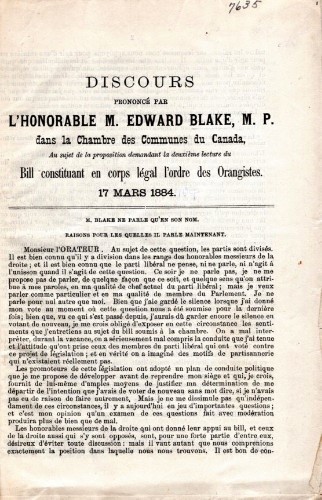 7635
DISCOURS
PRONONCÉ PAR
L'HONORABLE M. EDWARD BLAKE, M. P.
dans la Chambre des Communes du Canada,
Au sujet de la proposition demandant la deuxième lecture du
Bill constituant en corps légal l'ordre des Orangistes.
17 MARS 1884.
M. BLAKE NE PARLE QU'EN SON NOM.
RAISONS POUR LES QUELLES IL PARLE MAINTENANT.
Monsieur l'ORATEUR. Au sujet de cette question, les partis sont divisés.
Il est bien connu qu'il y a division dans les rangs des honorables messieurs de la
droite; et il est bien connu que le parti libéral ne pense, ni ne parle, ni n'agit à
l'unisson quand il s'agit de cette question. Ce soir je ne parle pas, je ne
me propose pas de parler, de quelque façon que ce soit, et quelque sens qu'on attri-
bue à mes paroles, en ma qualité de chef actuel du parti libéral; mais je veux
parler comme particulier et en ma qualité de membre du Parlement. Je ne
parle pour nul autre que moi. Bien que j'aie gardé le silence lorsque j'ai donné
mon vote au moment où cette question nous a été soumise pour la dernière
fois; bien que, vu ce qui s'est passé depuis, j'aurais dû garder encore le silence en
votant de nouveau, je me crois obligé d'exposer en cette circonstance les senti-
ments que j'entretiens au sujet du bill soumis à la chambre. On a mal inter-
prêter, durant la vacance, on a sérieusement mal compris la conduite que j'ai tenue
et l'attitude qu'ont prise ceux des membres du parti libéral qui ont voté contre
ce projet de législation; et en vérité on a imaginé des motifs de partisannerie
qui n'existaient réellement pas.
Les promoteurs de cette législation ont adopté un plan de conduite politique
que je me propose de développer avant de reprendre mon siège et qui, je crois,
fournit de lui-même d'amples moyens de justifier ma détermination de me
départir de l'intention que j'avais de voter de nouveau sans mot dire, si je n'avais
pas eu de raison de faire autrement. Mais je ne me dissimule pas qu'indépen-
dament de ces circonstances, il y a aujourd'hui en jeu d'importantes questions;
et c'est mon opinion qu'un examen de ces questions fait avec modération
produira plus de bien que de mal.
Les honorables messieurs de la droite qui ont donné leur appui au bill, et ceux
de la droite aussi qui s'y sont opposés, sont, pour une forte partie d'entre eux,
désireux d'éviter toute discussion; mais il vaut autant que nous comprenions
exactement la position dans laquelle nous nous trouvons. Il est bon de con-